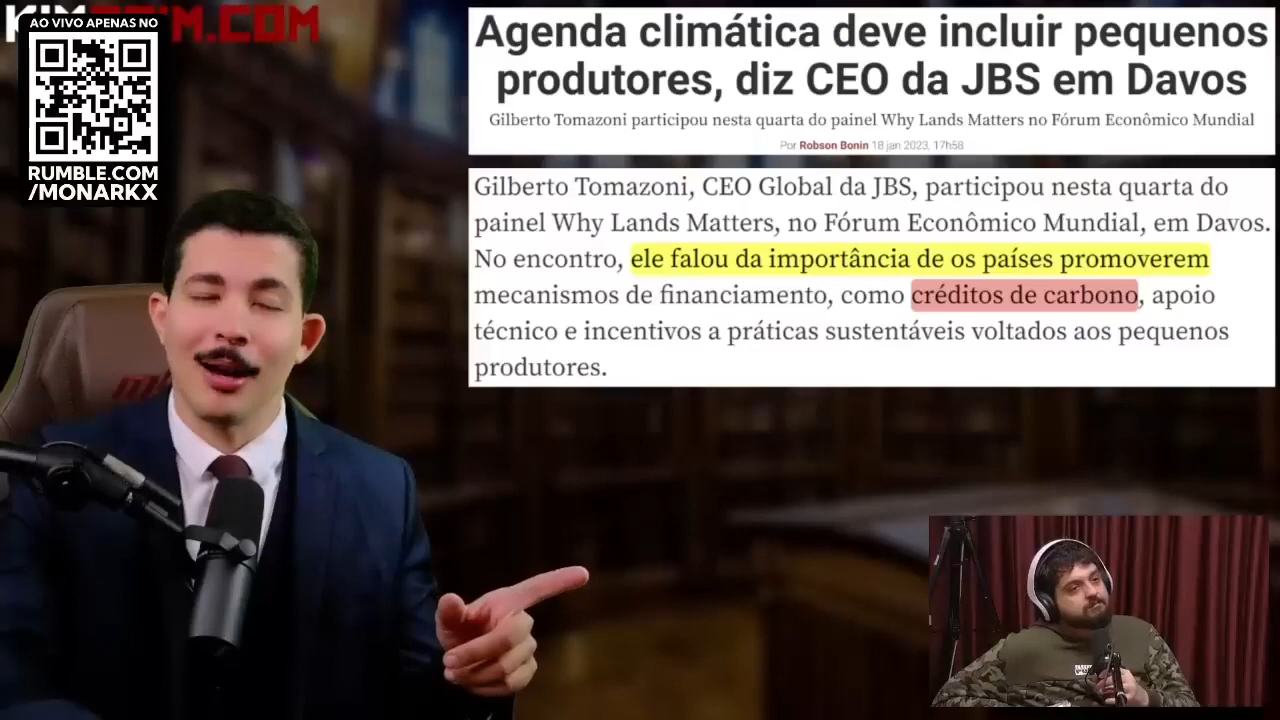 AO VIVO APENAS NO
RUMBLE.COM
/MONARKX
Agenda climática deve incluir pequenos
produtores, diz CEO da JBS em Davos
Gilberto Tomazoni participou nesta quarta do painel Why Lands Matters no Fórum Econômico Mundial
Por Robson Bonin 18 jan 2023, 17h58
Gilberto Tomazoni, CEO Global da JBS, participou nesta quarta do
painel Why Lands Matters, no Fórum Econômico Mundial, em Davos.
No encontro, ele falou da importância de os países promoverem
mecanismos de financiamento, como créditos de carbono, apoio
técnico e incentivos a práticas sustentáveis voltados aos pequenos
produtores.